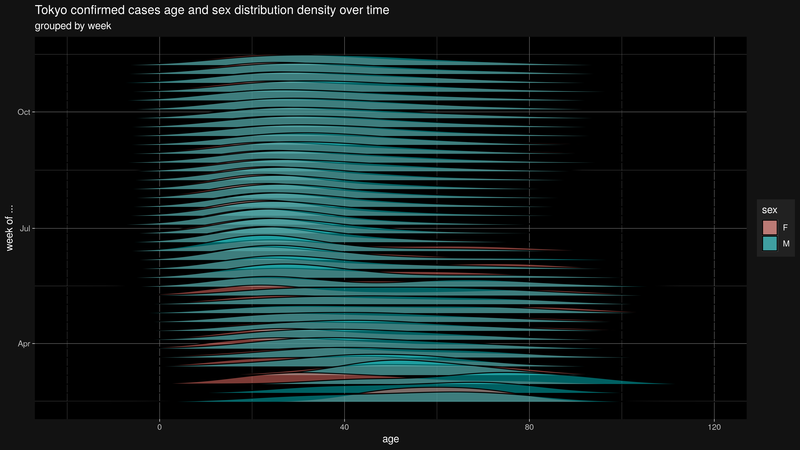 Tokyo confirmed cases age and sex distribution density over time
grouped by week
Oct
Jul
Apr
week of ...
0 40 80 120
age
sex
F
M